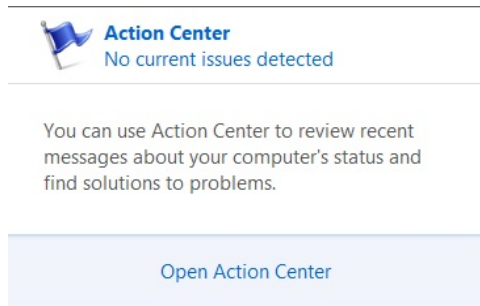 Action Center
No current issues detected
You can use Action Center to review recent
messages about your computer's status and
find solutions to problems.
Open Action Center